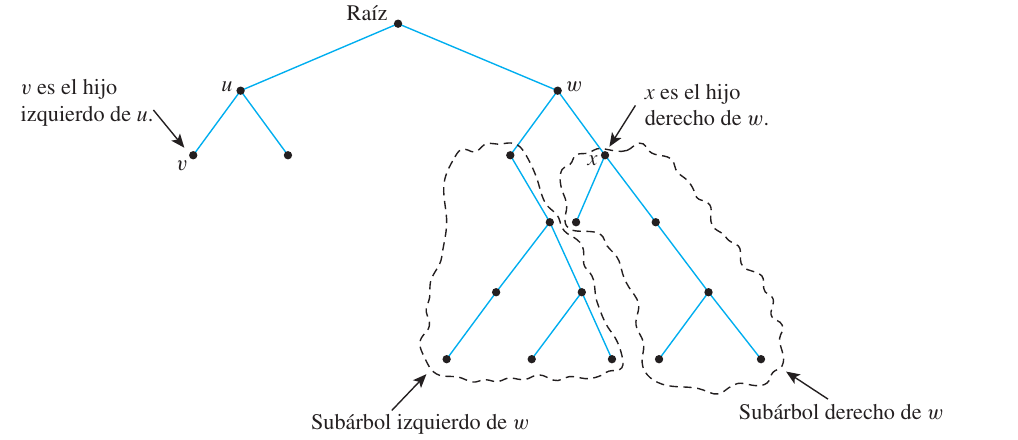 Raíz
u
w
v es el hijo
izquierdo de u.
x es el hijo
derecho de w.
v
x
Subárbol izquierdo de w
Subárbol derecho de w